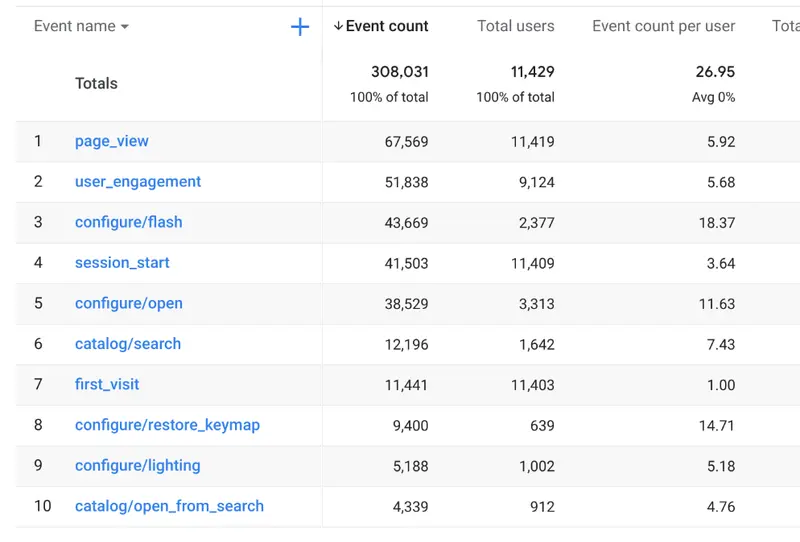 Event name + ↓ Event count Total users Event count per user Tota
Totals 308,031 11,429 26.95
100% of total 100% of total Avg 0%
1 page_view 67,569 11,419 5.92
2 user_engagement 51,838 9,124 5.68
3 configure/flash 43,669 2,377 18.37
4 session_start 41,503 11,409 3.64
5 configure/open 38,529 3,313 11.63
6 catalog/search 12,196 1,642 7.43
7 first_visit 11,441 11,403 1.00
8 configure/restore_keymap 9,400 639 14.71
9 configure/lighting 5,188 1,002 5.18
10 catalog/open_from_search 4,339 912 4.76